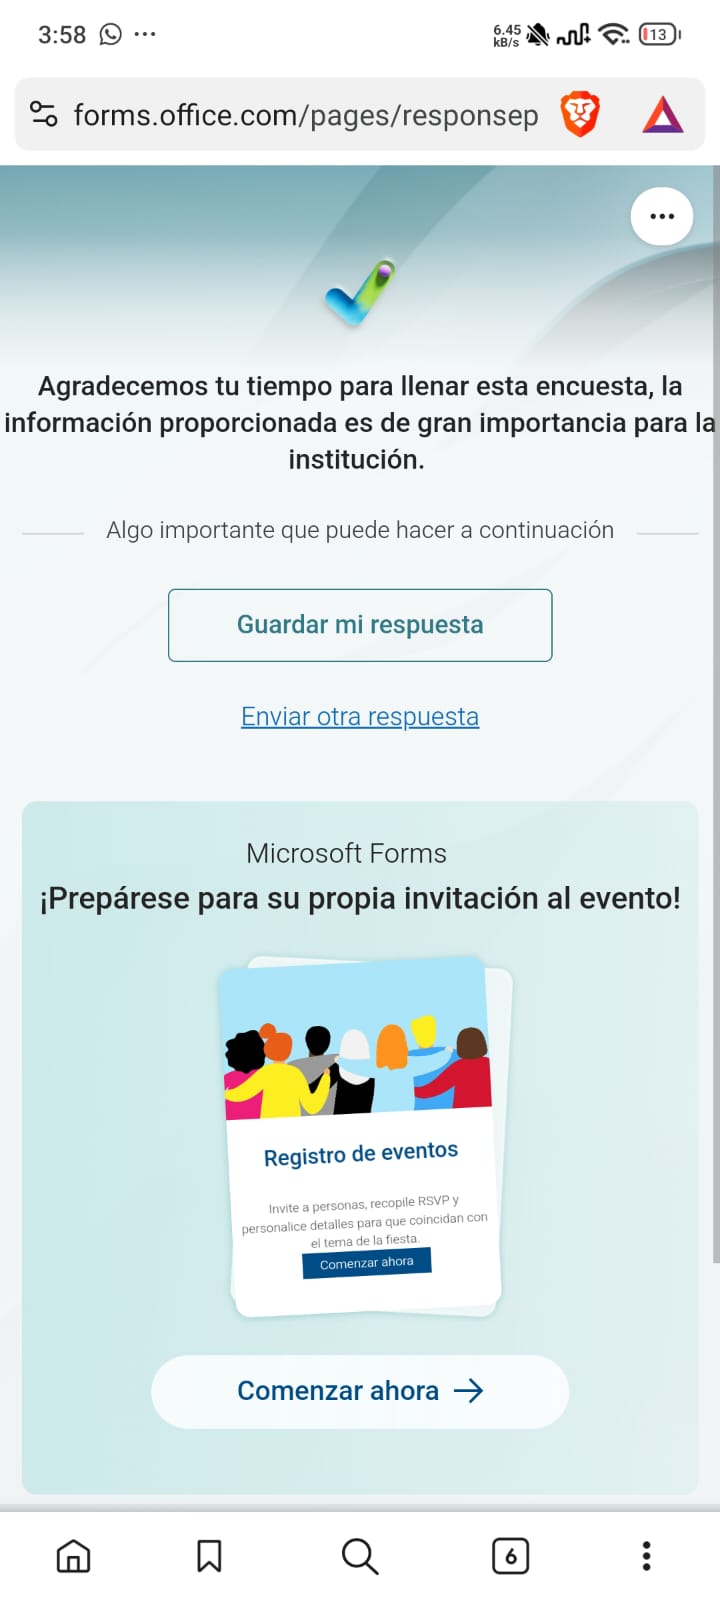 3:58
6.45
kB/s
13
forms.office.com/pages/responsep
Agradecemos tu tiempo para llenar esta encuesta, la
información proporcionada es de gran importancia para la
institución.
Algo importante que puede hacer a continuación
Guardar mi respuesta
Enviar otra respuesta
Microsoft Forms
¡Prepárese para su propia invitación al evento!
Registro de eventos
Invite a personas, recopile RSVP y
personalice detalles para que coincidan con
el tema de la fiesta.
Comenzar ahora
Comenzar ahora
6